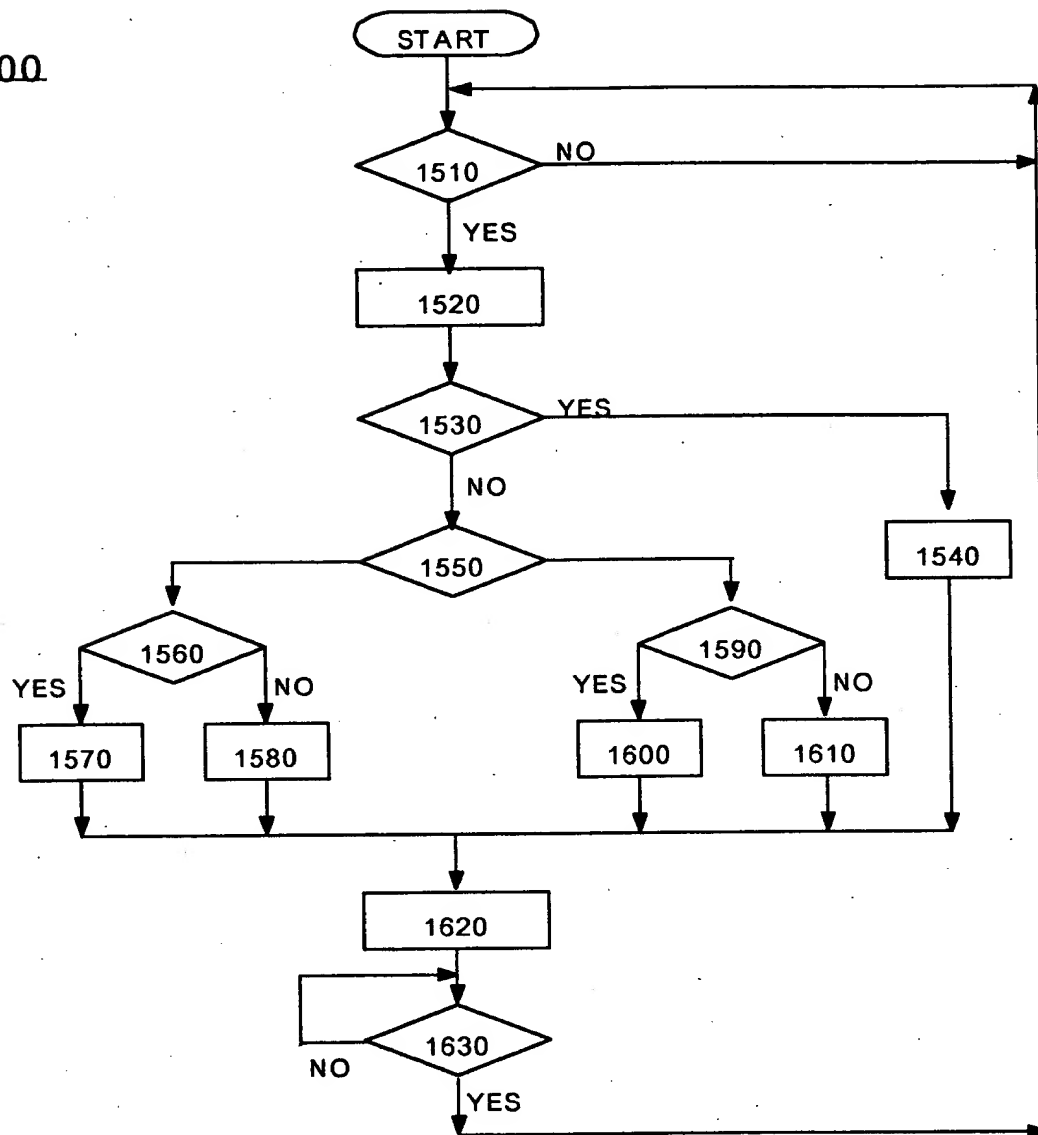 START
00
NO
1510
YES
1520
YES
1530
NO
1550
1540
1560
1590
YES
NO
YES
NO
1570
1580
1600
1610
1620
1630
NO
YES